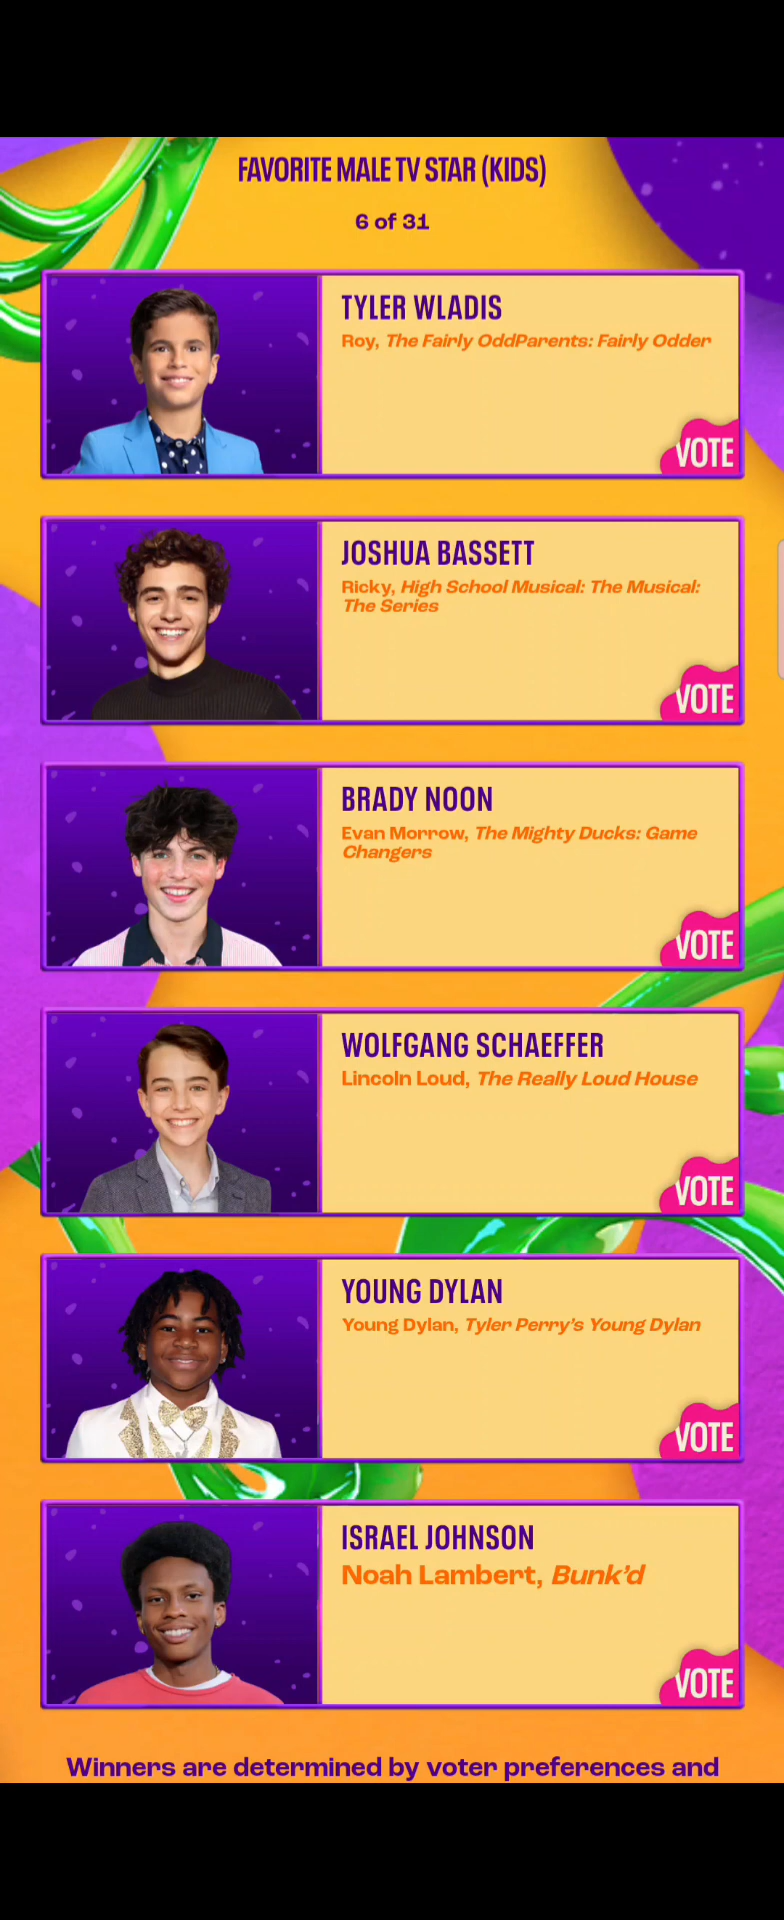 FAVORITE MALE TV STAR (KIDS)
6 of 31
TYLER WLADIS
Roy, The Fairly OddParents: Fairly Odder
VOTE
JOSHUA BASSETT
Ricky, High School Musical: The Musical:
The Series
VOTE
BRADY NOON
Evan Morrow, The Mighty Ducks: Game
Changers
VOTE
WOLFGANG SCHAEFFER
Lincoln Loud, The Really Loud House
VOTE
YOUNG DYLAN
Young Dylan, Tyler Perry’s Young Dylan
VOTE
ISRAEL JOHNSON
Noah Lambert, Bunk’d
VOTE
Winners are determined by voter preferences and